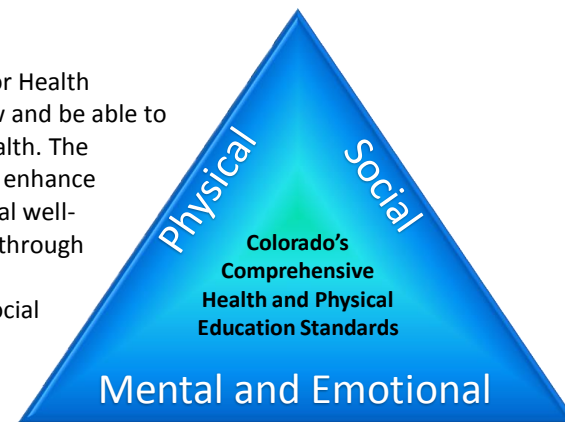 or Health
and be able to
alth. The
enhance
al well-
through
ocial
Physical
Social
Colorado's
Comprehensive
Health and Physical
Education Standards
Mental and Emotional